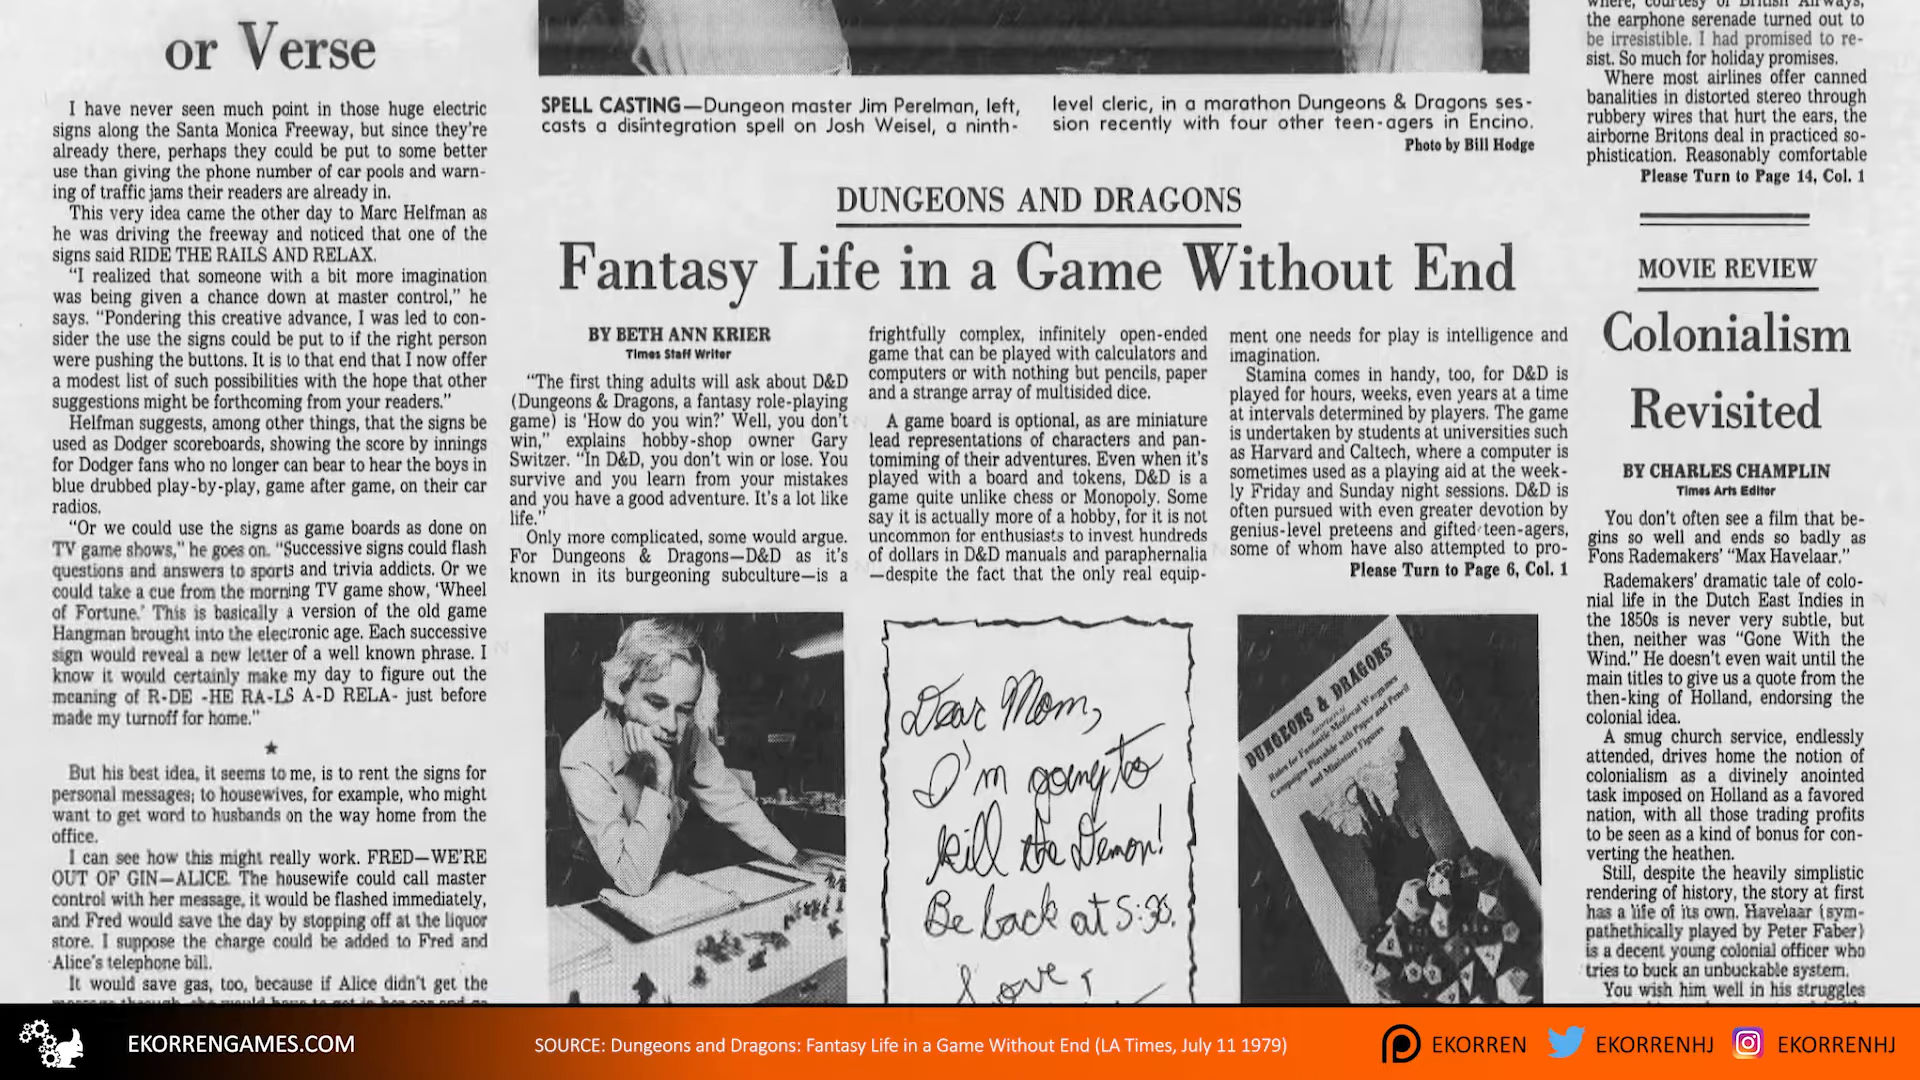 or Verse
I have never seen much point in those huge electric
signs along the Santa Monica Freeway, but since they're
already there, perhaps they could be put to some better
use than giving the phone number of car pools and warn-
ing of traffic jams their readers are already in.
This very idea came the other day to Marc Helfman as
he was driving the freeway and noticed that one of the
signs said RIDE THE RAILS AND RELAX.
"I realized that someone with a bit more imagination
was being given a chance down at master control," he
says. "Pondering this creative advance, I was led to con-
sider the use the signs could be put to if the right person
were pushing the buttons. It is to that end that I now offer
a modest list of such possibilities with the hope that other
suggestions might be forthcoming from your readers."
Helfman suggests, among other things, that the signs be
used as Dodger scoreboards, showing the score by innings
for Dodger fans who no longer can bear to hear the boys in
blue drubbed play-by-play, game after game, on their car
radios.
"Or we could use the signs as game boards as done on
TV game shows," he goes on. "Successive signs could flash
questions and answers to sports and trivia addicts. Or we
could take a cue from the morning TV game show, 'Wheel
of Fortune.' This is basically a version of the old game
Hangman brought into the electronic age. Each successive
sign would reveal a new letter of a well known phrase. I
know it would certainly make my day to figure out the
meaning of R-DE -HE RA-LS A-D RELA- just before
made my turnoff for home."
★
But his best idea, it seems to me, is to rent the signs for
personal messages; to housewives, for example, who might
want to get word to husbands on the way home from the
office.
I can see how this might really work. FRED—WE'RE
OUT OF GIN—ALICE. The housewife could call master
control with her message, it would be flashed immediately,
and Fred would save the day by stopping off at the liquor
store. I suppose the charge could be added to Fred and
Alice's telephone bill.
It would save gas, too, because if Alice didn't get the
SPELL CASTING—Dungeon master Jim Perelman, left,
casts a disintegration spell on Josh Weisel, a ninth-
level cleric, in a marathon Dungeons & Dragons ses-
sion recently with four other teen-agers in Encino.
Photo by Bill Hodge
DUNGEONS AND DRAGONS
Fantasy Life in a Game Without End
BY BETH ANN KRIER
Times Staff Writer
"The first thing adults will ask about D&D
(Dungeons & Dragons, a fantasy role-playing
game) is 'How do you win?' Well, you don't
win," explains hobby-shop owner Gary
Switzer. "In D&D, you don't win or lose. You
survive and you learn from your mistakes
and you have a good adventure. It's a lot like
life."
Only more complicated, some would argue.
For Dungeons & Dragons—D&D as it's
known in its burgeoning subculture—is a
frightfully complex, infinitely open-ended
game that can be played with calculators and
computers or with nothing but pencils, paper
and a strange array of multisided dice.
A game board is optional, as are miniature
lead representations of characters and pan-
tomiming of their adventures. Even when it's
played with a board and tokens, D&D is a
game quite unlike chess or Monopoly. Some
say it is actually more of a hobby, for it is not
uncommon for enthusiasts to invest hundreds
of dollars in D&D manuals and paraphernalia
—despite the fact that the only real equip-
ment one needs for play is intelligence and
imagination.
Stamina comes in handy, too, for D&D is
played for hours, weeks, even years at a time
at intervals determined by players. The game
is undertaken by students at universities such
as Harvard and Caltech, where a computer is
sometimes used as a playing aid at the week-
ly Friday and Sunday night sessions. D&D is
often pursued with even greater devotion by
genius-level preteens and gifted teen-agers,
some of whom have also attempted to pro-
Please Turn to Page 6, Col. 1
Dear Mom,
I'm going to
kill the Demon!
Be back at 5:30.
Love,
DUNGEONS & DRAGONS
Rules for Fantastic Medieval Wargames
Campaigns Playable with Paper and Pencil
and Miniature Figures
where, courtesy of British Airways,
the earphone serenade turned out to
be irresistible. I had promised to re-
sist. So much for holiday promises.
Where most airlines offer canned
banalities in distorted stereo through
rubbery wires that hurt the ears, the
airborne Britons deal in practiced so-
phistication. Reasonably comfortable
Please Turn to Page 14, Col. 1
MOVIE REVIEW
Colonialism
Revisited
BY CHARLES CHAMPLIN
Times Arts Editor
You don't often see a film that be-
gins so well and ends so badly as
Fons Rademakers' "Max Havelaar."
Rademakers' dramatic tale of colo-
nial life in the Dutch East Indies in
the 1850s is never very subtle, but
then, neither was "Gone With the
Wind." He doesn't even wait until the
main titles to give us a quote from the
then-king of Holland, endorsing the
colonial idea.
A smug church service, endlessly
attended, drives home the notion of
colonialism as a divinely anointed
task imposed on Holland as a favored
nation, with all those trading profits
to be seen as a kind of bonus for con-
verting the heathen.
Still, despite the heavily simplistic
rendering of history, the story at first
has a life of its own. Havelaar (sym-
pathethically played by Peter Faber)
is a decent young colonial officer who
tries to buck an unbuckable system.
You wish him well in his struggles
EKORRENGAMES.COM
SOURCE: Dungeons and Dragons: Fantasy Life in a Game Without End (LA Times, July 11 1979)
EKORREN
EKORRENHJ
EKORRENHJ